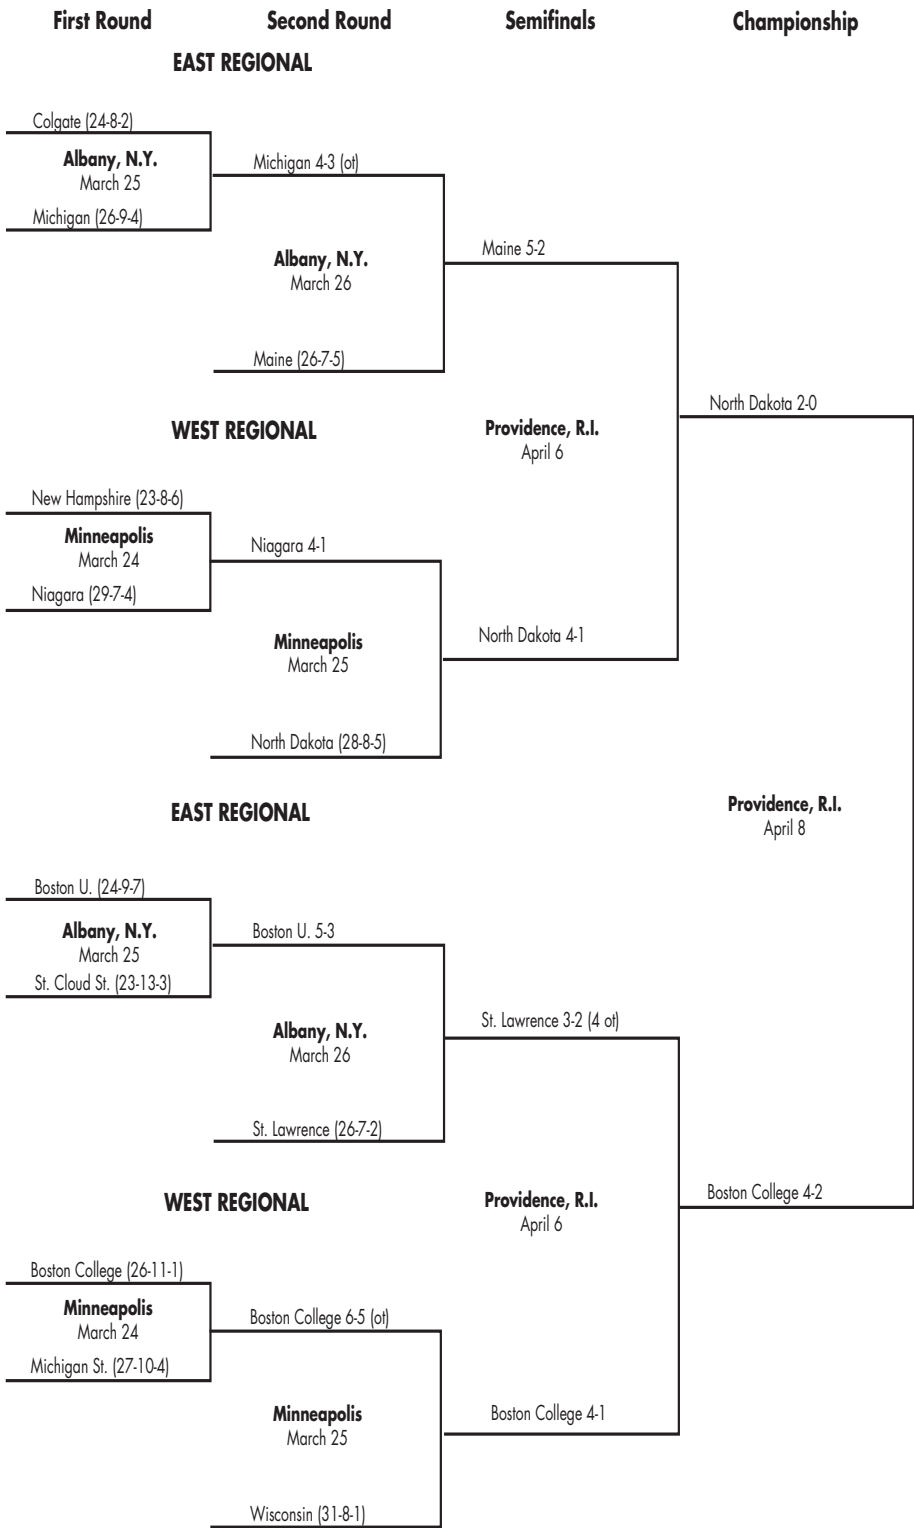 First Round Second Round Semifinals Championship
EAST REGIONAL
Colgate (24-8-2)
Albany, N.Y.
March 25
Michigan (26-9-4)
Michigan 4-3 (ot)
Albany, N.Y.
March 26
Maine (26-7-5)
Maine 5-2
WEST REGIONAL
Providence, R.I.
April 6
North Dakota 2-0
New Hampshire (23-8-6)
Minneapolis
March 24
Niagara (29-7-4)
Niagara 4-1
Minneapolis
March 25
North Dakota (28-8-5)
North Dakota 4-1
EAST REGIONAL
Providence, R.I.
April 8
Boston U. (24-9-7)
Albany, N.Y.
March 25
St. Cloud St. (23-13-3)
Boston U. 5-3
Albany, N.Y.
March 26
St. Lawrence (26-7-2)
St. Lawrence 3-2 (4 ot)
WEST REGIONAL
Providence, R.I.
April 6
Boston College 4-2
Boston College (26-11-1)
Minneapolis
March 24
Michigan St. (27-10-4)
Boston College 6-5 (ot)
Minneapolis
March 25
Wisconsin (31-8-1)
Boston College 4-1